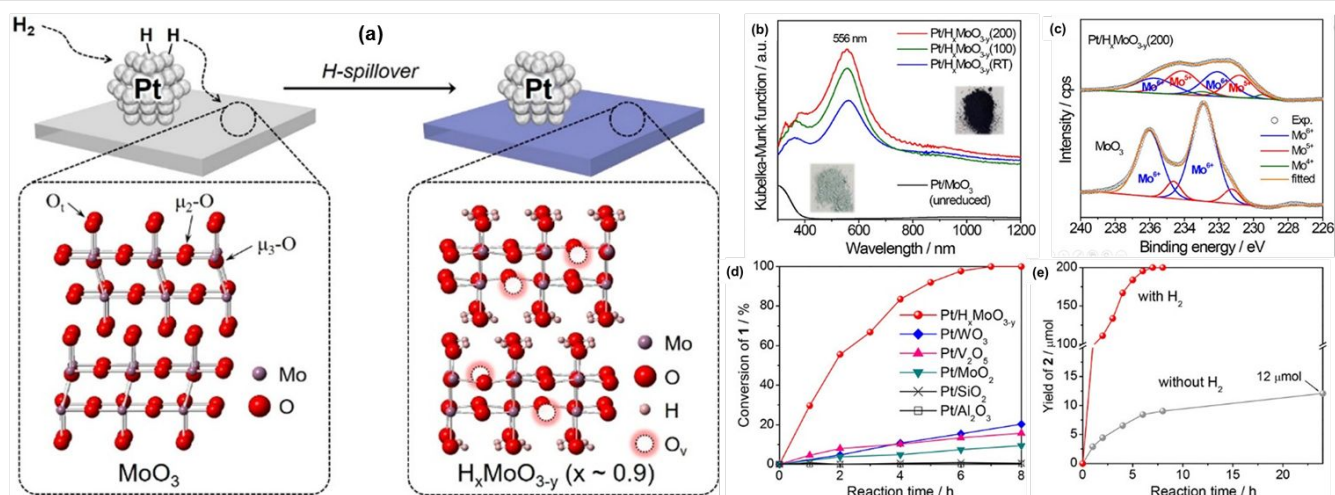 (a)
H2
H H
Pt
H-spillover
Pt
Ot
μ2-O
μ3-O
Mo
O
MoO3
Mo
O
H
Ov
HxMoO3-y (x ~ 0.9)
(b)
556 nm
Pt/HxMoO3-y(200)
Pt/HxMoO3-y(100)
Pt/HxMoO3-y(RT)
Pt/MoO3
(unreduced)
Kubelka-Munk function / a.u.
400 600 800 1000 1200
Wavelength / nm
(c)
Pt/HxMoO3-y(200)
Mo6+ Mo5+ Mo6+ Mo5+
MoO3
Mo6+ Mo6+
Exp.
Mo6+
Mo5+
Mo4+
fitted
Intensity / cps
240 238 236 234 232 230 228 226
Binding energy / eV
(d)
100
80
60
40
20
0
Conversion of 1 / %
Pt/HxMoO3-y
Pt/WO3
Pt/V2O5
Pt/MoO2
Pt/SiO2
Pt/Al2O3
0 2 4 6 8
Reaction time / h
(e)
200
150
100
15
10
5
0
Yield of 2 / μmol
with H2
without H2
12 μmol
0 5 10 15 20
Reaction time / h